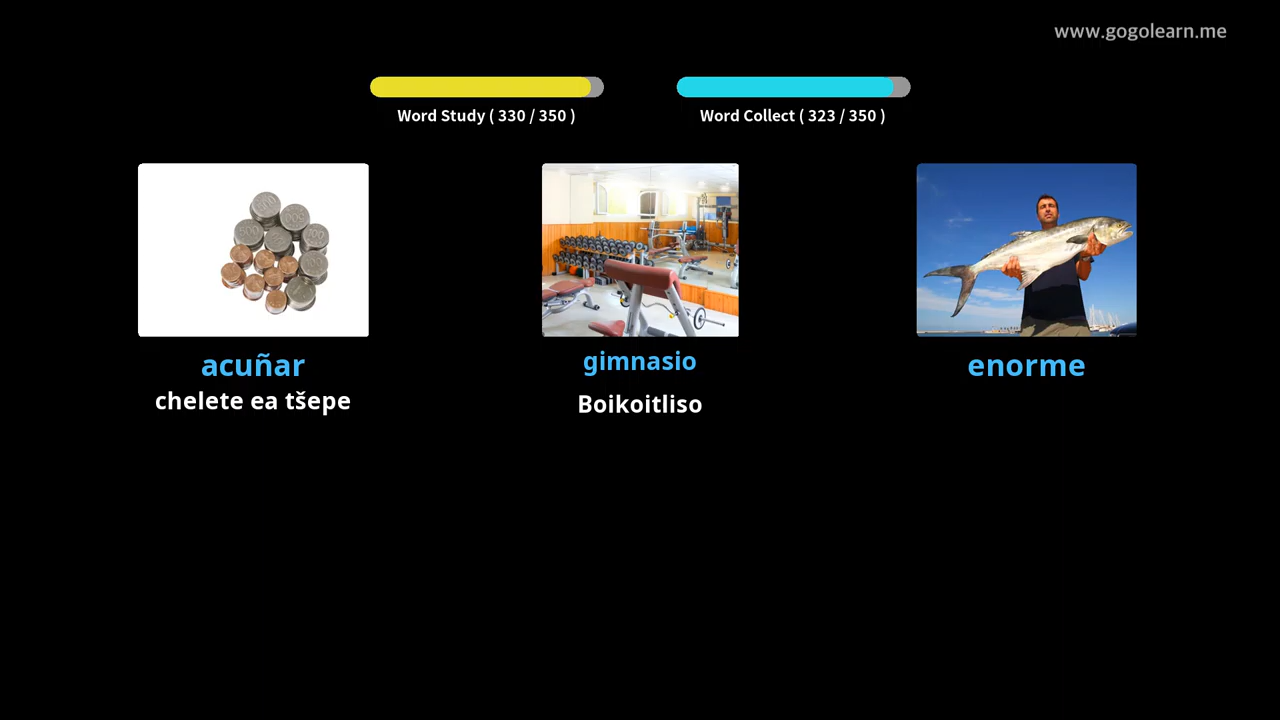 www.gogolearn.me
Word Study ( 330 / 350 )
Word Collect ( 323 / 350 )
acuñar
chelete ea tšepe
gimnasio
Boikoitliso
enorme